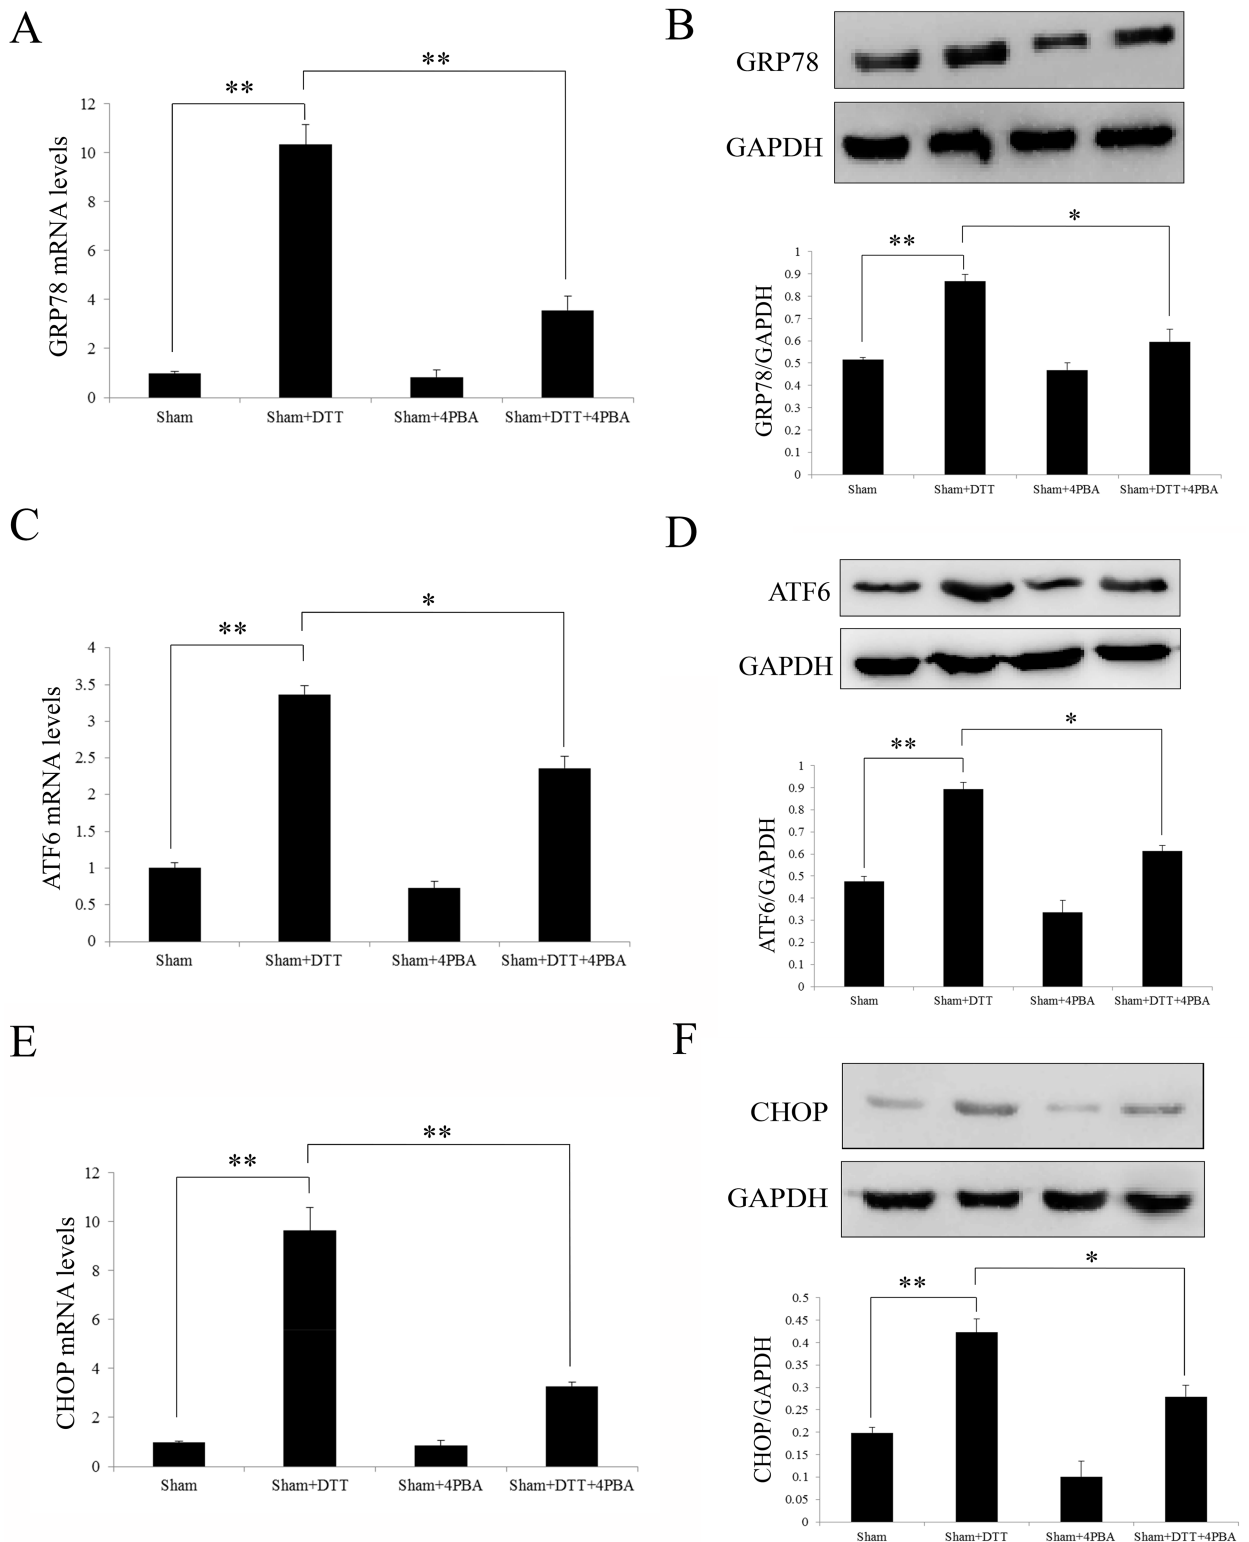 A
**
**
GRP78 mRNA levels
12
10
8
6
4
2
0
Sham Sham+DTT Sham+4PBA Sham+DTT+4PBA
B
GRP78
GAPDH
*
**
GRP78/GAPDH
1
0.9
0.8
0.7
0.6
0.5
0.4
0.3
0.2
0.1
0
Sham Sham+DTT Sham+4PBA Sham+DTT+4PBA
C
*
**
ATF6 mRNA levels
4
3.5
3
2.5
2
1.5
1
0.5
0
Sham Sham+DTT Sham+4PBA Sham+DTT+4PBA
D
ATF6
GAPDH
*
**
ATF6/GAPDH
1
0.9
0.8
0.7
0.6
0.5
0.4
0.3
0.2
0.1
0
Sham Sham+DTT Sham+4PBA Sham+DTT+4PBA
E
**
**
CHOP mRNA levels
12
10
8
6
4
2
0
Sham Sham+DTT Sham+4PBA Sham+DTT+4PBA
F
CHOP
GAPDH
*
**
CHOP/GAPDH
0.5
0.45
0.4
0.35
0.3
0.25
0.2
0.15
0.1
0.05
0
Sham Sham+DTT Sham+4PBA Sham+DTT+4PBA